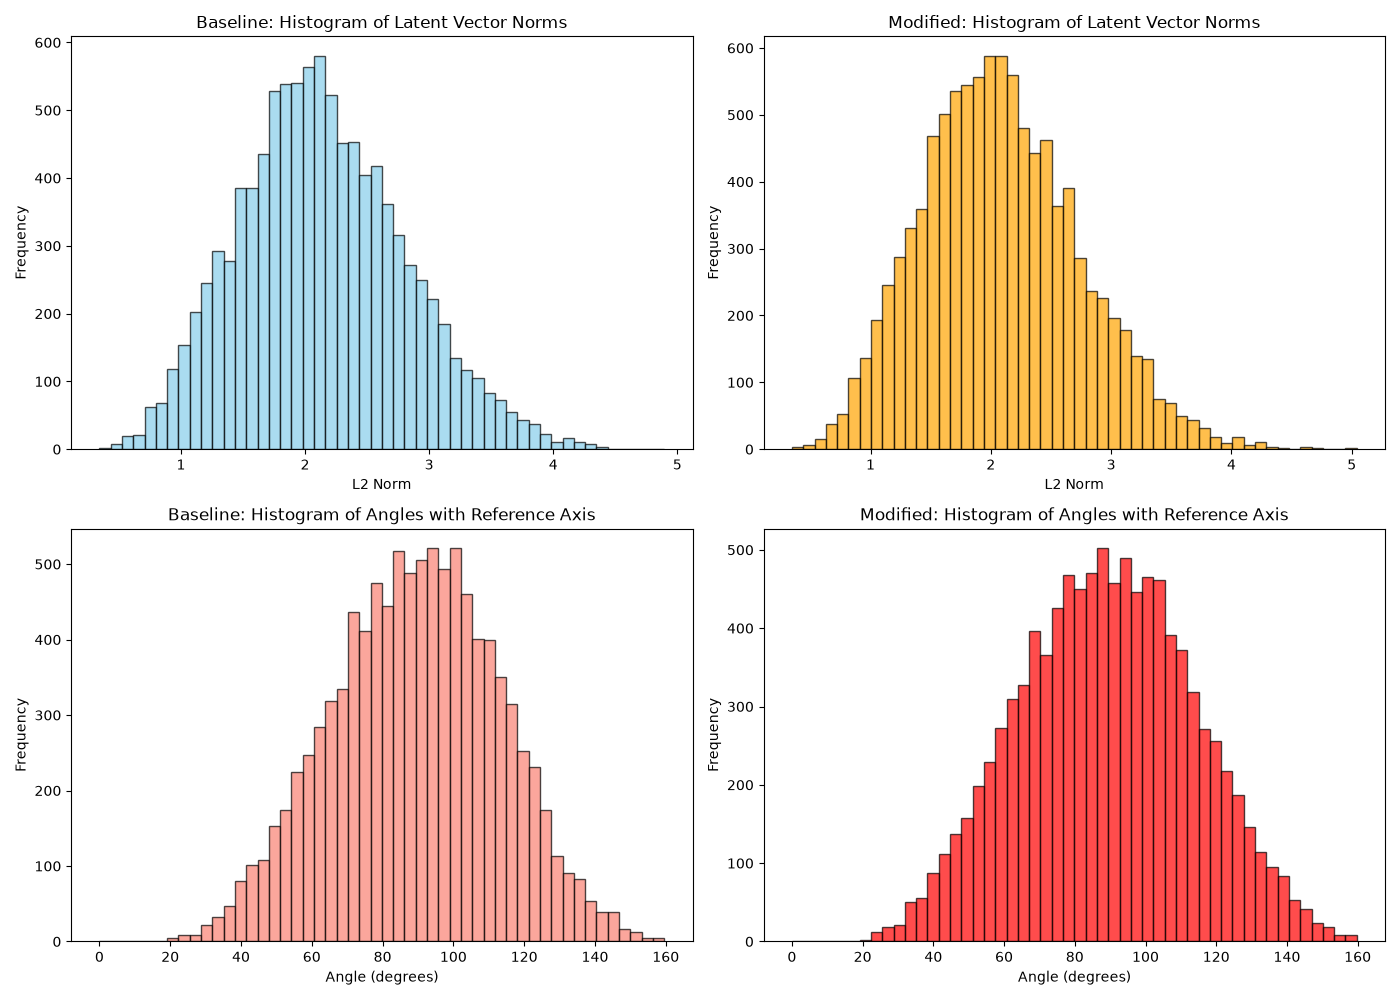 Baseline: Histogram of Latent Vector Norms
600
500
400
300
200
100
0
Frequency
1 2 3 4 5
L2 Norm
Modified: Histogram of Latent Vector Norms
600
500
400
300
200
100
0
Frequency
1 2 3 4 5
L2 Norm
Baseline: Histogram of Angles with Reference Axis
500
400
300
200
100
0
Frequency
0 20 40 60 80 100 120 140 160
Angle (degrees)
Modified: Histogram of Angles with Reference Axis
500
400
300
200
100
0
Frequency
0 20 40 60 80 100 120 140 160
Angle (degrees)